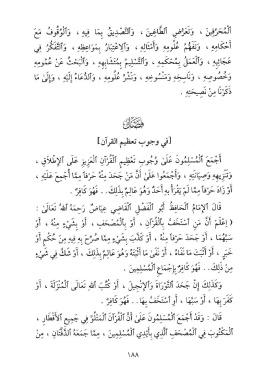 الْمُحَرِّفِينَ ، وَتَعَرُّضِ الطَّاغِينَ ، وَالتَّصْدِيقُ بِمَا فِيهِ ، وَالْوُقُوفُ مَعَ
أَحْكَامِهِ ، وَتَفَهُّمُ عُلُومِهِ وَأَمْثَالِهِ ، وَالِاعْتِبَارُ بِمَوَاعِظِهِ ، وَالتَّفَكُّرُ فِي
عَجَائِبِهِ ، وَالْعَمَلُ بِمُحْكَمِهِ ، وَالتَّسْلِيمُ بِمُتَشَابِهِهِ ، وَالْبَحْثُ عَنْ عُمُومِهِ
وَخُصُوصِهِ ، وَنَاسِخِهِ وَمَنْسُوخِهِ ، وَنَشْرُ عُلُومِهِ ، وَالدُّعَاءُ إِلَيْهِ ، وَإِلَى مَا
ذَكَرْنَا مِنْ نَصِيحَتِهِ .
فَصْلٌ
[في وجوب تعظيم القرآن]
أَجْمَعَ الْمُسْلِمُونَ عَلَى وُجُوبِ تَعْظِيمِ الْقُرْآنِ الْعَزِيزِ عَلَى الْإِطْلَاقِ ،
وَتَنْزِيهِهِ وَصِيَانَتِهِ ، وَأَجْمَعُوا عَلَى أَنَّ مَنْ جَحَدَ مِنْهُ حَرْفاً مِمَّا أُجْمِعَ عَلَيْهِ ،
أَوْ زَادَ حَرْفاً مِمَّا لَمْ يَقْرَأْ بِهِ أَحَدٌ وَهُوَ عَالِمٌ بِذَلِكَ.. فَهُوَ كَافِرٌ .
قَالَ الْإِمَامُ الْحَافِظُ أَبُو الْفَضْلِ الْقَاضِي عِيَاضٌ رَحِمَهُ اللهُ تَعَالَى :
( اِعْلَمْ أَنَّ مَنِ اسْتَخَفَّ بِالْقُرْآنِ ، أَوْ بِالْمُصْحَفِ ، أَوْ بِشَيْءٍ مِنْهُ ، أَوْ
سَبَّهُمَا ، أَوْ جَحَدَ حَرْفاً مِنْهُ ، أَوْ كَذَّبَ بِشَيْءٍ مِمَّا صُرِّحَ بِهِ فِيهِ مِنْ حُكْمٍ أَوْ
خَبَرٍ ، أَوْ أَثْبَتَ مَا نَفَاهُ ، أَوْ نَفَى مَا أَثْبَتَهُ وَهُوَ عَالِمٌ بِذَلِكَ ، أَوْ شَكَّ فِي شَيْءٍ
مِنْ ذَلِكَ.. فَهُوَ كَافِرٌ بِإِجْمَاعِ الْمُسْلِمِينَ .
وَكَذَلِكَ إِنْ جَحَدَ التَّوْرَاةَ وَالْإِنْجِيلَ ، أَوْ كُتُبَ اللهِ تَعَالَى الْمُنْزَلَةَ ، أَوْ
كَفَرَ بِهَا ، أَوْ سَبَّهَا ، أَوِ اسْتَخَفَّ بِهَا.. فَهُوَ كَافِرٌ .
قَالَ : وَقَدْ أَجْمَعَ الْمُسْلِمُونَ عَلَى أَنَّ الْقُرْآنَ الْمَتْلُوَّ فِي جَمِيعِ الْأَقْطَارِ ،
الْمَكْتُوبَ فِي الْمُصْحَفِ الَّذِي بِأَيْدِي الْمُسْلِمِينَ ، مِمَّا جَمَعَهُ الدَّفَّتَانِ ، مِنْ
١٨٨